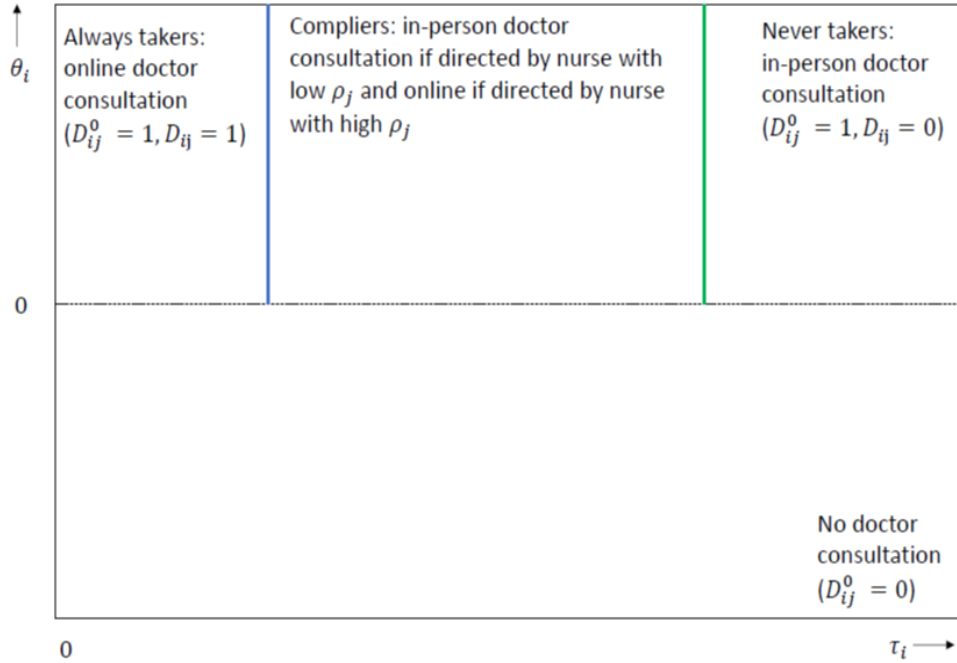 θᵢ
Always takers:
online doctor
consultation
(D⁰ᵢⱼ = 1, Dᵢⱼ = 1)
Compliers: in-person doctor
consultation if directed by nurse with
low ρⱼ and online if directed by nurse
with high ρⱼ
Never takers:
in-person doctor
consultation
(D⁰ᵢⱼ = 1, Dᵢⱼ = 0)
0
No doctor
consultation
(D⁰ᵢⱼ = 0)
0
τᵢ